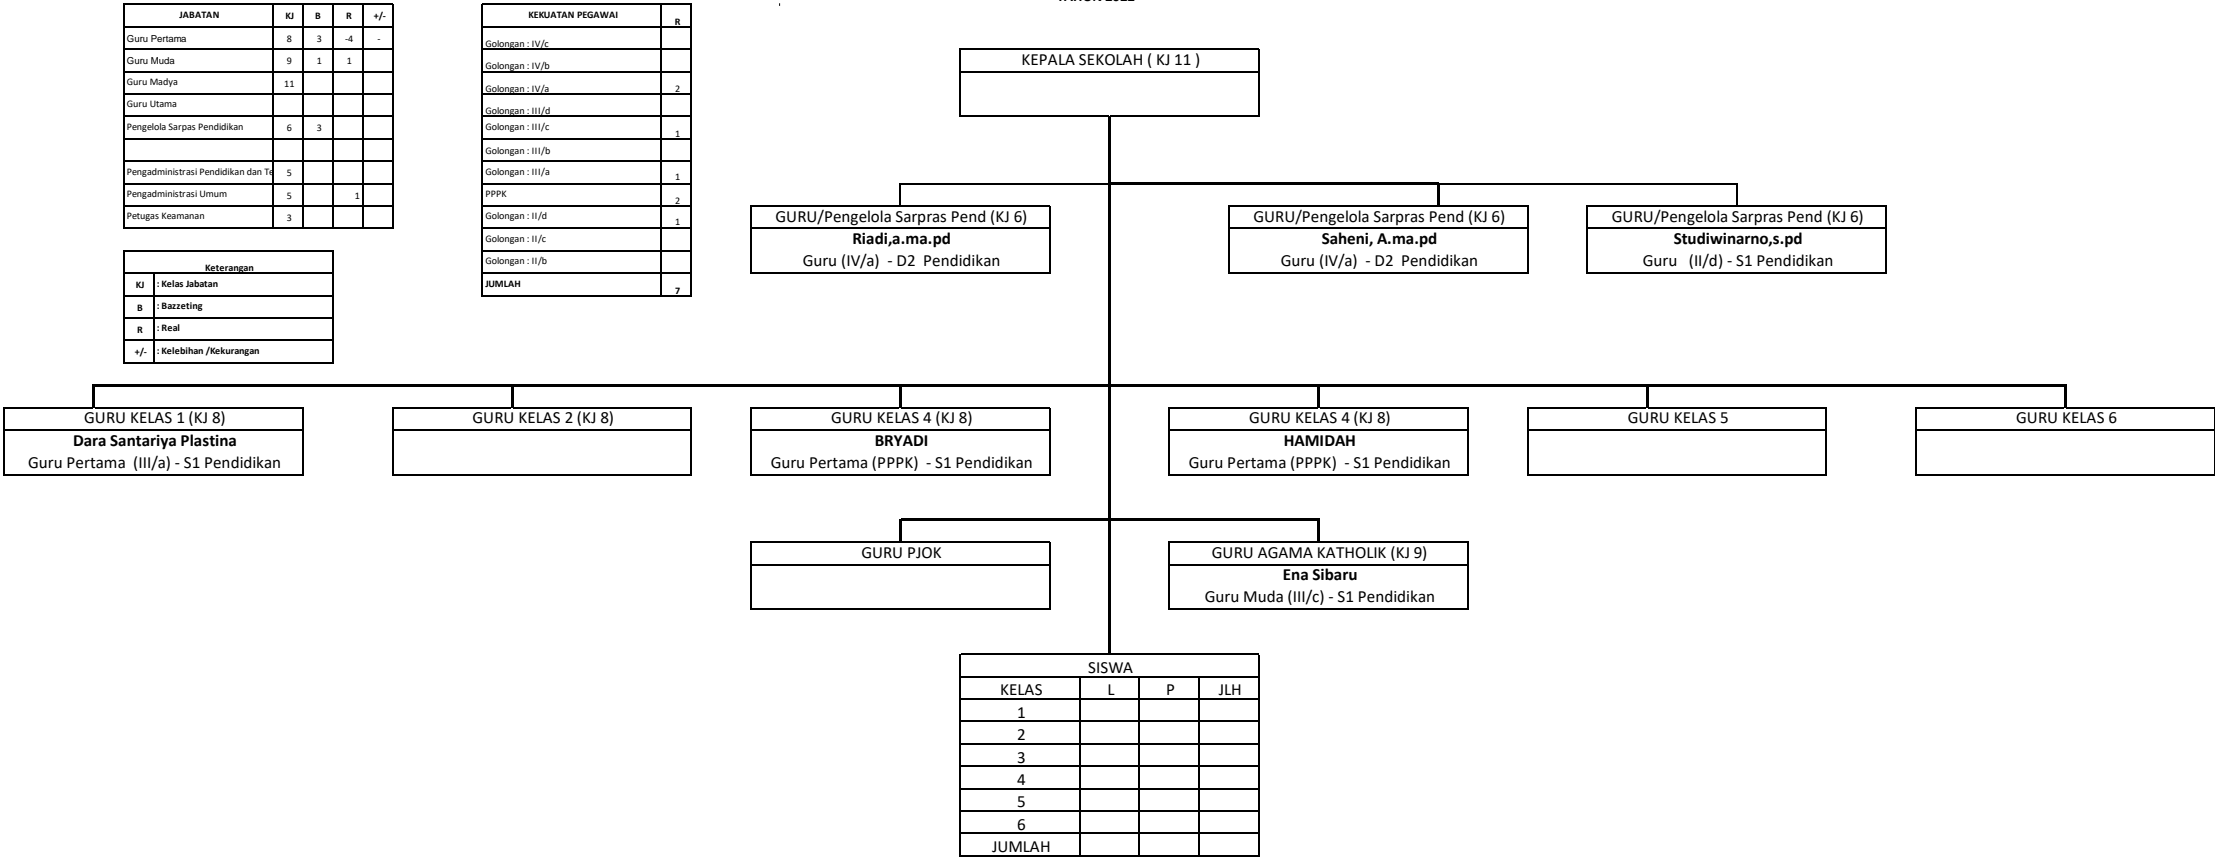 TAHUN 2022
JABATAN KJ B R +/-
Guru Pertama 8 3 -4 -
Guru Muda 9 1 1
Guru Madya 11
Guru Utama
Pengelola Sarpas Pendidikan 6 3
Pengadministrasi Pendidikan dan Te 5
Pengadministrasi Umum 5 1
Petugas Keamanan 3
Keterangan
KJ : Kelas Jabatan
B : Bazzeting
R : Real
+/- : Kelebihan /Kekurangan
KEKUATAN PEGAWAI R
Golongan : IV/c
Golongan : IV/b
Golongan : IV/a 2
Golongan : III/d
Golongan : III/c 1
Golongan : III/b
Golongan : III/a 1
PPPK 2
Golongan : II/d 1
Golongan : II/c
Golongan : II/b
JUMLAH 7
KEPALA SEKOLAH ( KJ 11 )
GURU/Pengelola Sarpras Pend (KJ 6)
Riadi,a.ma.pd
Guru (IV/a) - D2 Pendidikan
GURU/Pengelola Sarpras Pend (KJ 6)
Saheni, A.ma.pd
Guru (IV/a) - D2 Pendidikan
GURU/Pengelola Sarpras Pend (KJ 6)
Studiwinarno,s.pd
Guru (II/d) - S1 Pendidikan
GURU KELAS 1 (KJ 8)
Dara Santariya Plastina
Guru Pertama (III/a) - S1 Pendidikan
GURU KELAS 2 (KJ 8)
GURU KELAS 4 (KJ 8)
BRYADI
Guru Pertama (PPPK) - S1 Pendidikan
GURU KELAS 4 (KJ 8)
HAMIDAH
Guru Pertama (PPPK) - S1 Pendidikan
GURU KELAS 5
GURU KELAS 6
GURU PJOK
GURU AGAMA KATHOLIK (KJ 9)
Ena Sibaru
Guru Muda (III/c) - S1 Pendidikan
SISWA
KELAS L P JLH
1
2
3
4
5
6
JUMLAH